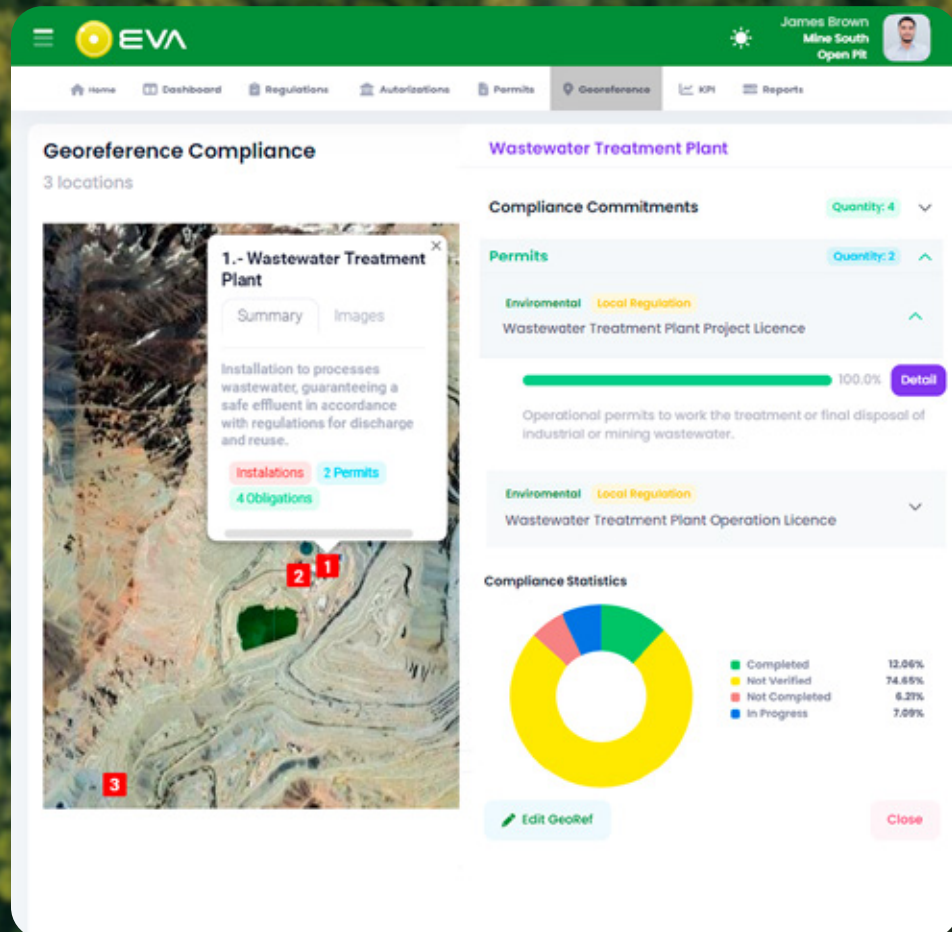 EVA
James Brown
Mine South
Open Pit
Home
Dashboard
Regulations
Autorizations
Permits
Georeference
KPI
Reports
Georeference Compliance
3 locations
1.- Wastewater Treatment
Plant
Summary
Images
Installation to processes
wastewater, guaranteeing a
safe effluent in accordance
with regulations for discharge
and reuse.
Instalations
2 Permits
4 Obligations
2
1
3
Wastewater Treatment Plant
Compliance Commitments
Quantity: 4
Permits
Quantity: 2
Enviromental
Local Regulation
Wastewater Treatment Plant Project Licence
100.0%
Detail
Operational permits to work the treatment or final disposal of
industrial or mining wastewater.
Enviromental
Local Regulation
Wastewater Treatment Plant Operation Licence
Compliance Statistics
Completed 12.06%
Not Verified 74.65%
Not Completed 6.21%
In Progress 7.09%
Edit GeoRef
Close